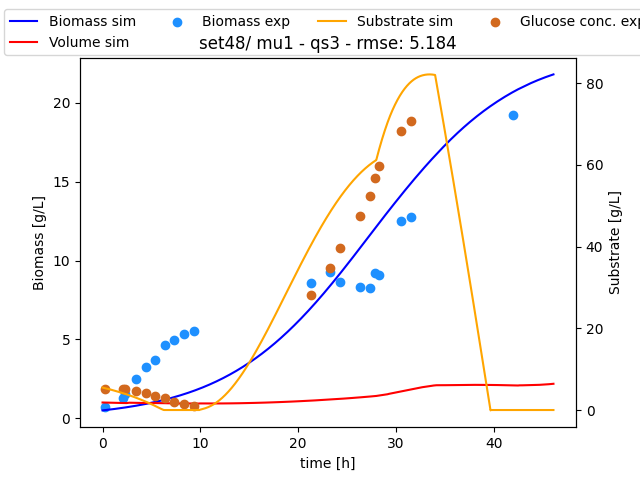 Biomass sim Biomass exp Substrate sim Glucose conc. exp
Volume sim
set48/ mu1 - qs3 - rmse: 5.184
Biomass [g/L]
20
15
10
5
0
80
60
40
20
0
Substrate [g/L]
0 10 20 30 40
time [h]